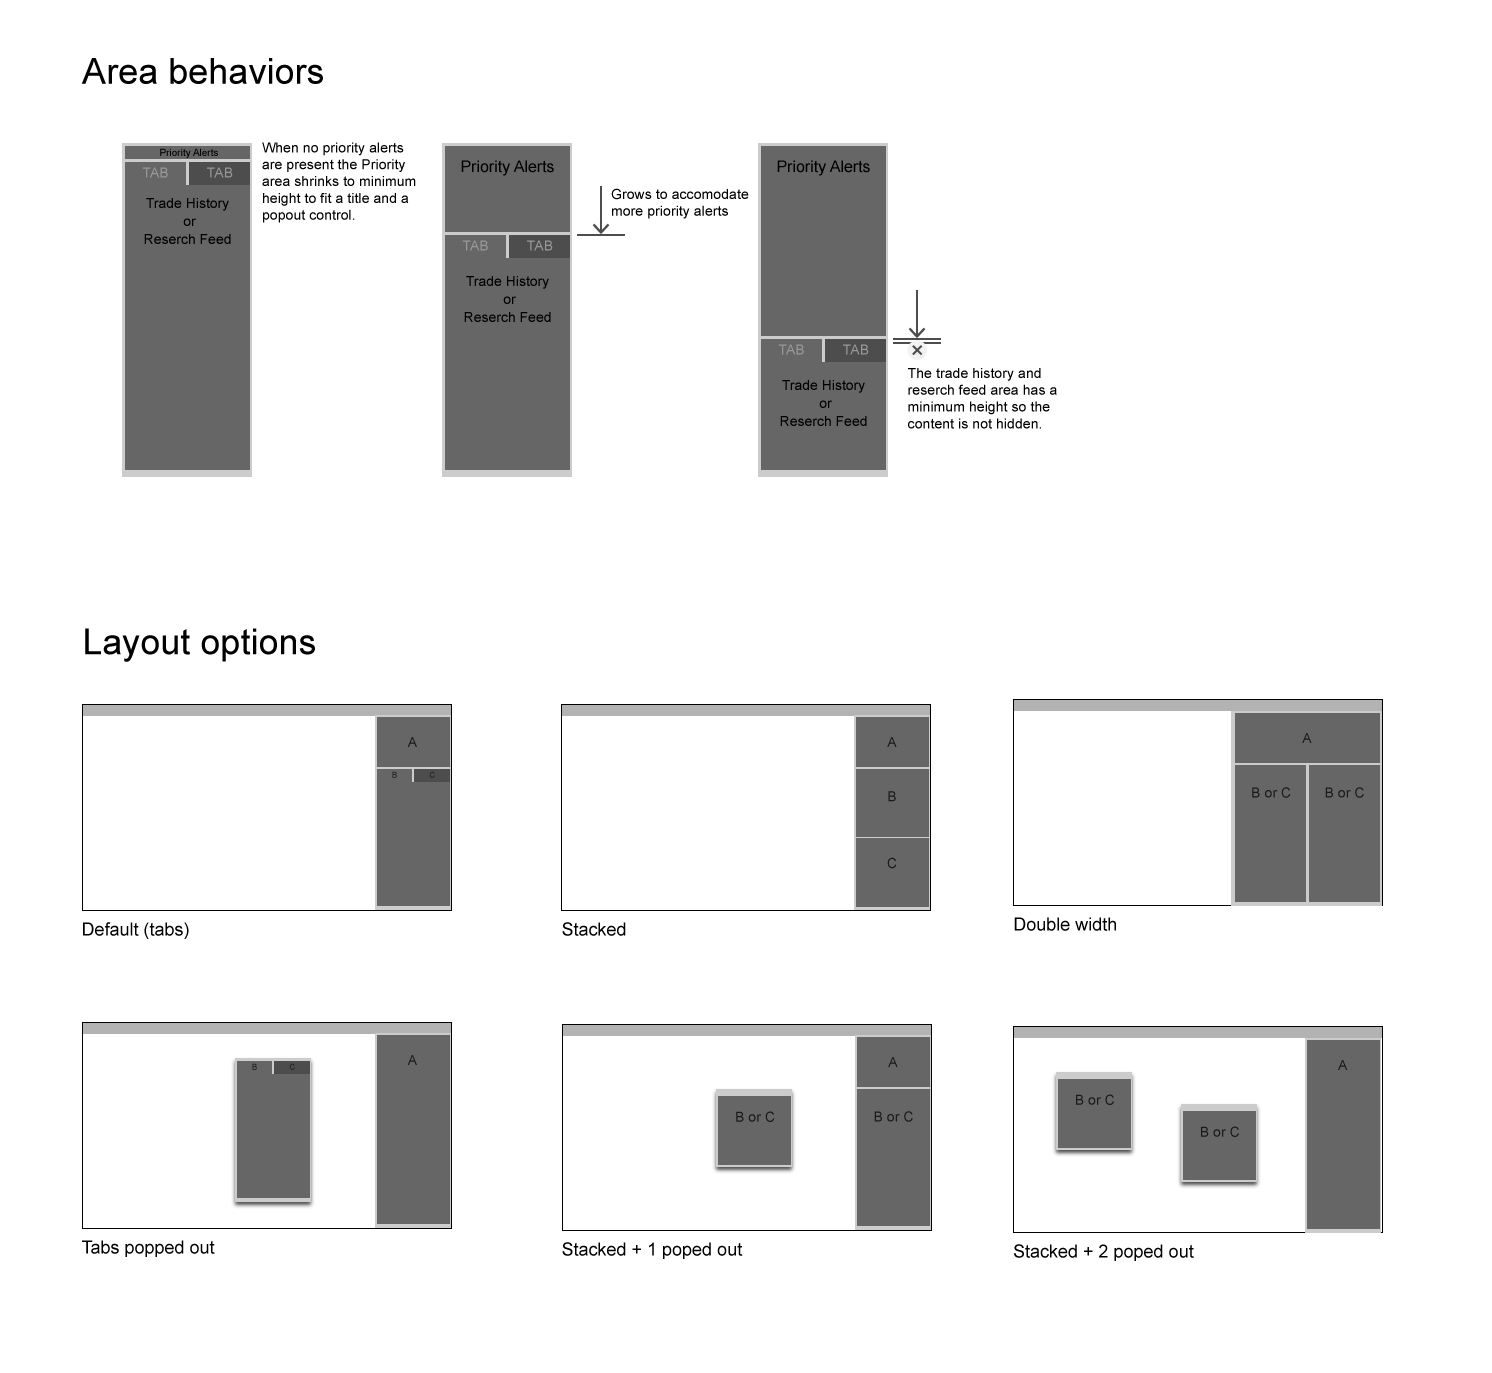 Area behaviors
Priority Alerts
TAB TAB
Trade History
or
Reserch Feed
When no priority alerts
are present the Priority
area shrinks to minimum
height to fit a title and a
popout control.
Priority Alerts
TAB TAB
Trade History
or
Reserch Feed
Grows to accomodate
more priority alerts
Priority Alerts
TAB TAB
Trade History
or
Reserch Feed
The trade history and
reserch feed area has a
minimum height so the
content is not hidden.
Layout options
A
B C
Default (tabs)
A
B
C
Stacked
A
B or C B or C
Double width
B C
A
Tabs popped out
A
B or C B or C
Stacked + 1 poped out
A
B or C
B or C
Stacked + 2 poped out